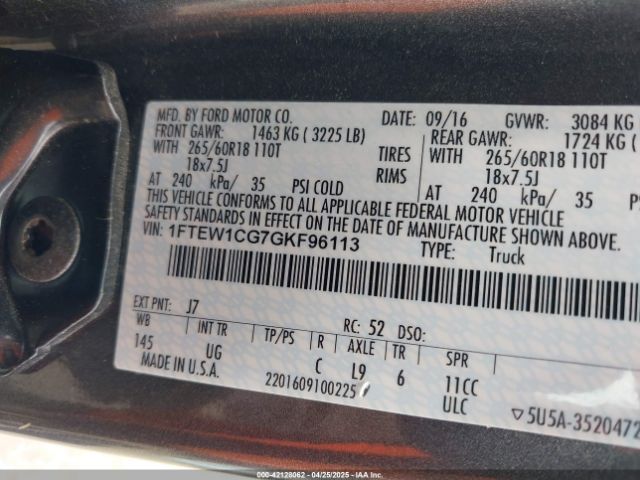 MFD. BY FORD MOTOR CO. DATE: 09/16 GVWR: 3084 KG
FRONT GAWR: 1463 KG ( 3225 LB) REAR GAWR: 1724 KG (
WITH 265/60R18 110T TIRES WITH 265/60R18 110T
18x7.5J RIMS 18x7.5J
AT 240 kPa/ 35 PSI COLD AT 240 kPa/ 35 PS
THIS VEHICLE CONFORMS TO ALL APPLICABLE FEDERAL MOTOR VEHICLE
SAFETY STANDARDS IN EFFECT ON THE DATE OF MANUFACTURE SHOWN ABOVE.
VIN: 1FTEW1CG7GKF96113 TYPE: Truck
EXT PNT: J7 RC: 52 DSO:
WB INT TR TP/PS R AXLE TR SPR
145 UG C L9 6 11CC
MADE IN U.S.A. 2201609100225 ULC ▽5U5A-3520472
42128062 - 04/25/2025 - IMAGE 9